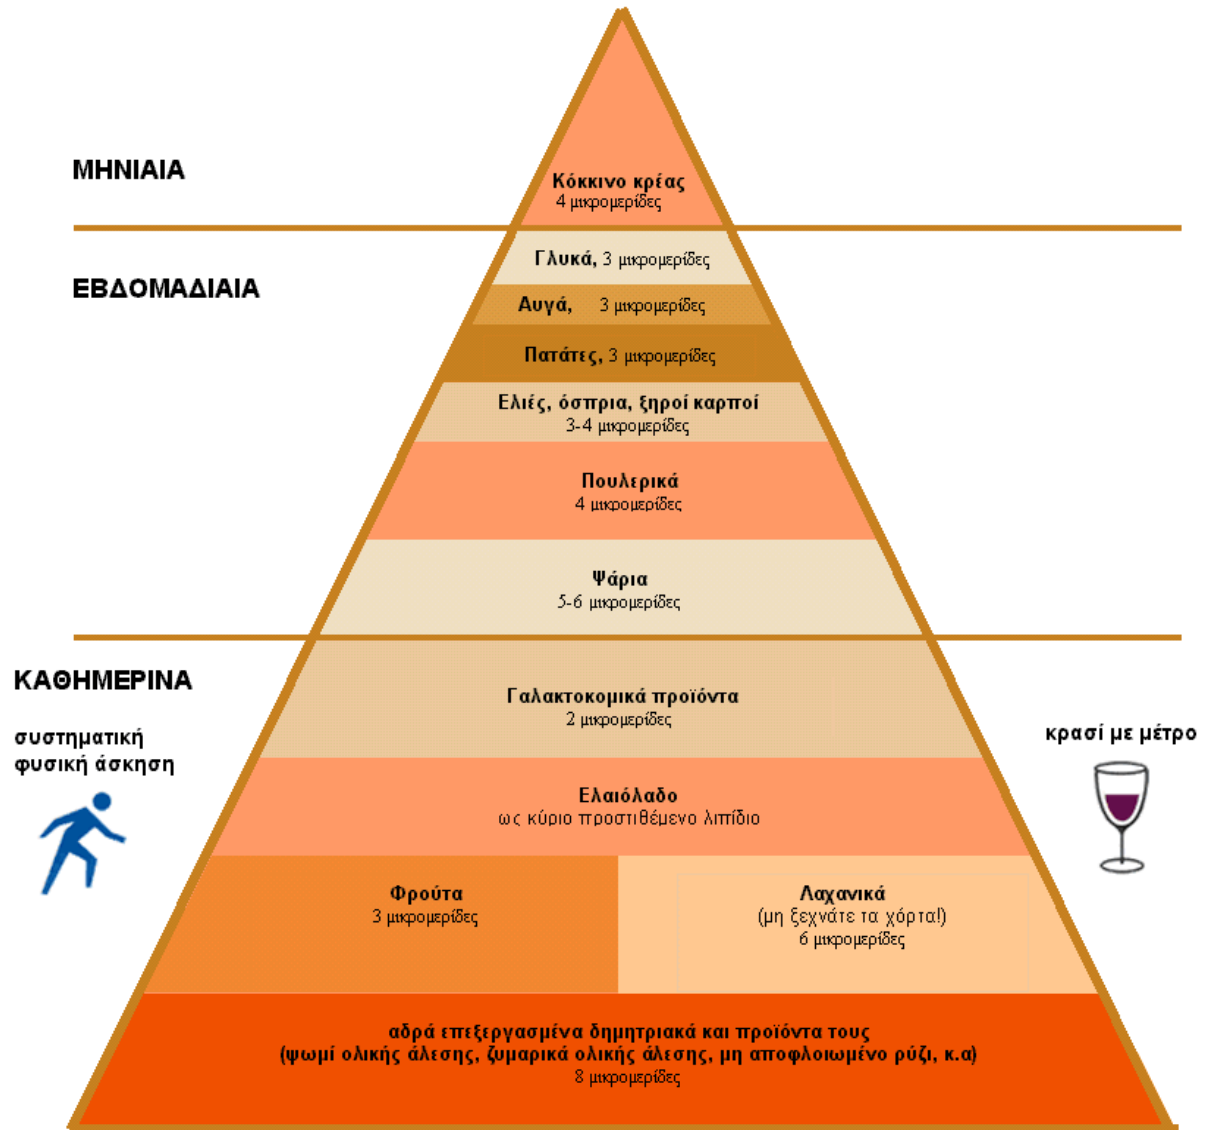 ΜΗΝΙΑΙΑ
Κόκκινο κρέας
4 μικρομερίδες
ΕΒΔΟΜΑΔΙΑΙΑ
Γλυκά, 3 μικρομερίδες
Αυγά, 3 μικρομερίδες
Πατάτες, 3 μικρομερίδες
Ελιές, όσπρια, ξηροί καρποί
3-4 μικρομερίδες
Πουλερικά
4 μικρομερίδες
Ψάρια
5-6 μικρομερίδες
ΚΑΘΗΜΕΡΙΝΑ
συστηματική
φυσική άσκηση
Γαλακτοκομικά προϊόντα
2 μικρομερίδες
κρασί με μέτρο
Ελαιόλαδο
ως κύριο προστιθέμενο λιπίδιο
Φρούτα
3 μικρομερίδες
Λαχανικά
(μη ξεχνάτε τα χόρτα!)
6 μικρομερίδες
αδρά επεξεργασμένα δημητριακά και προϊόντα τους
(ψωμί ολικής άλεσης, ζυμαρικά ολικής άλεσης, μη αποφλοιωμένο ρύζι, κ.α)
8 μικρομερίδες